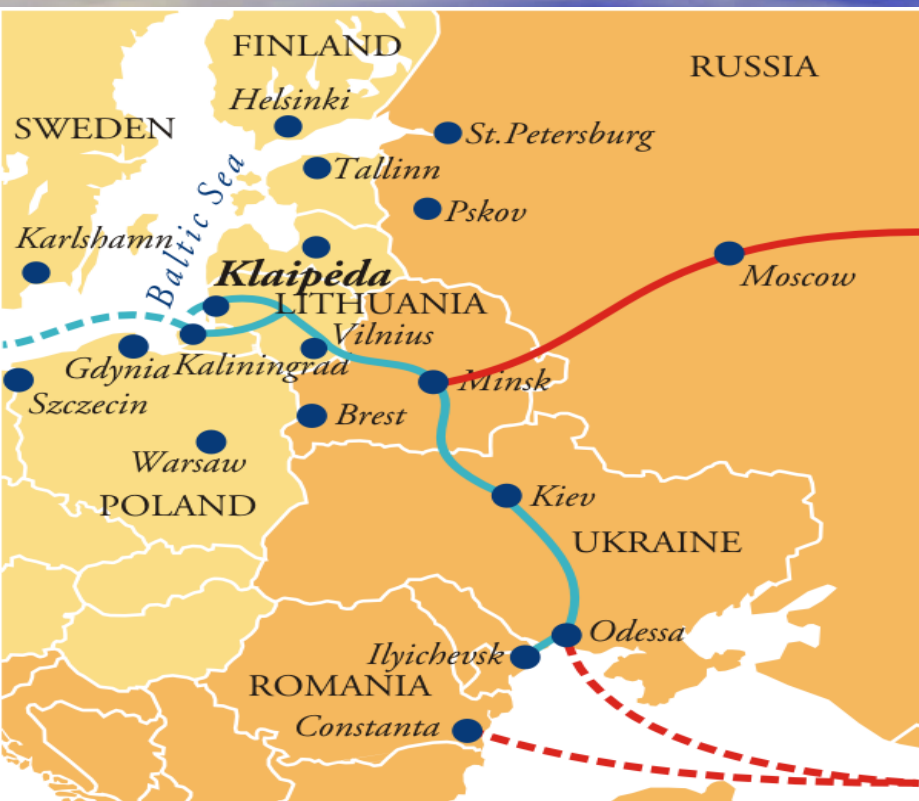 FINLAND
RUSSIA
Helsinki
SWEDEN
St.Petersburg
Tallinn
Baltic Sea
Pskov
Karlshamn
Klaipėda
Moscow
LITHUANIA
Vilnius
Gdynia
Kaliningrad
Minsk
Szczecin
Brest
Warsaw
POLAND
Kiev
UKRAINE
Odessa
Ilyichevsk
ROMANIA
Constanta